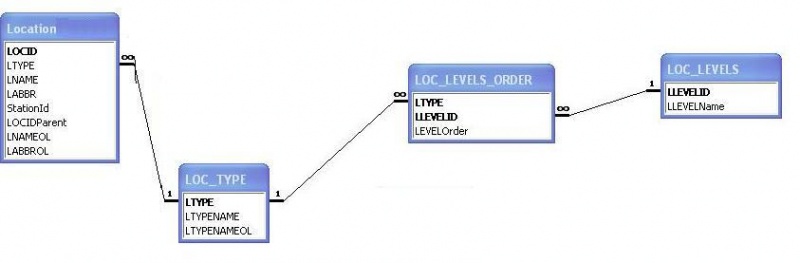 Location
LOCID
LTYPE
LNAME
LABBR
StationId
LOCIDParent
LNAMEOL
LABBROL
∞
1
LOC_TYPE
LTYPE
LTYPENAME
LTYPENAMEOL
1
∞
LOC_LEVELS_ORDER
LTYPE
LLEVELID
LEVELOrder
∞
1
LOC_LEVELS
LLEVELID
LLEVELName